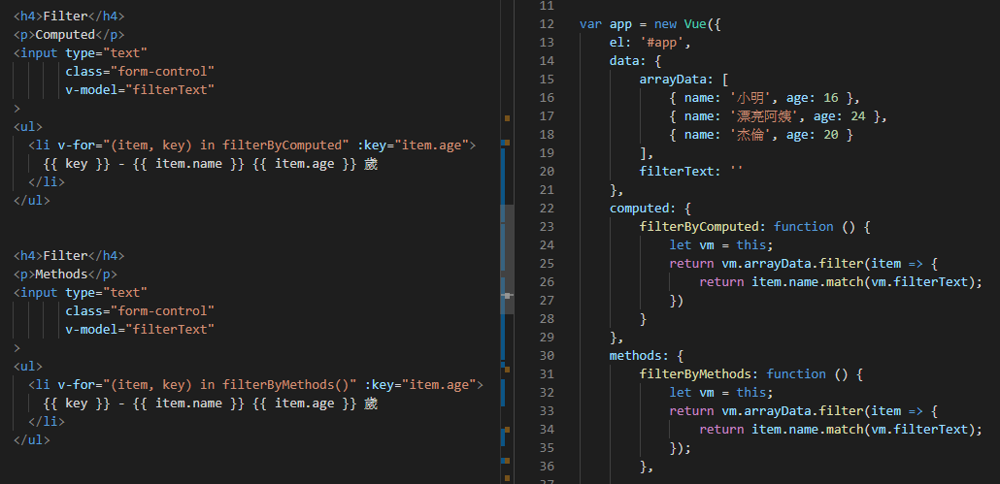 <h4>Filter</h4>
<p>Computed</p>
<input type="text"
class="form-control"
v-model="filterText"
>
<ul>
<li v-for="(item, key) in filterByComputed" :key="item.age">
{{ key }} - {{ item.name }} {{ item.age }} 歲
</li>
</ul>
<h4>Filter</h4>
<p>Methods</p>
<input type="text"
class="form-control"
v-model="filterText"
>
<ul>
<li v-for="(item, key) in filterByMethods()" :key="item.age">
{{ key }} - {{ item.name }} {{ item.age }} 歲
</li>
</ul>
11
12 var app = new Vue({
13 el: '#app',
14 data: {
15 arrayData: [
16 { name: '小明', age: 16 },
17 { name: '漂亮阿姨', age: 24 },
18 { name: '杰倫', age: 20 }
19 ],
20 filterText: ''
21 },
22 computed: {
23 filterByComputed: function () {
24 let vm = this;
25 return vm.arrayData.filter(item => {
26 return item.name.match(vm.filterText);
27 })
28 }
29 },
30 methods: {
31 filterByMethods: function () {
32 let vm = this;
33 return vm.arrayData.filter(item => {
34 return item.name.match(vm.filterText);
35 });
36 },
37